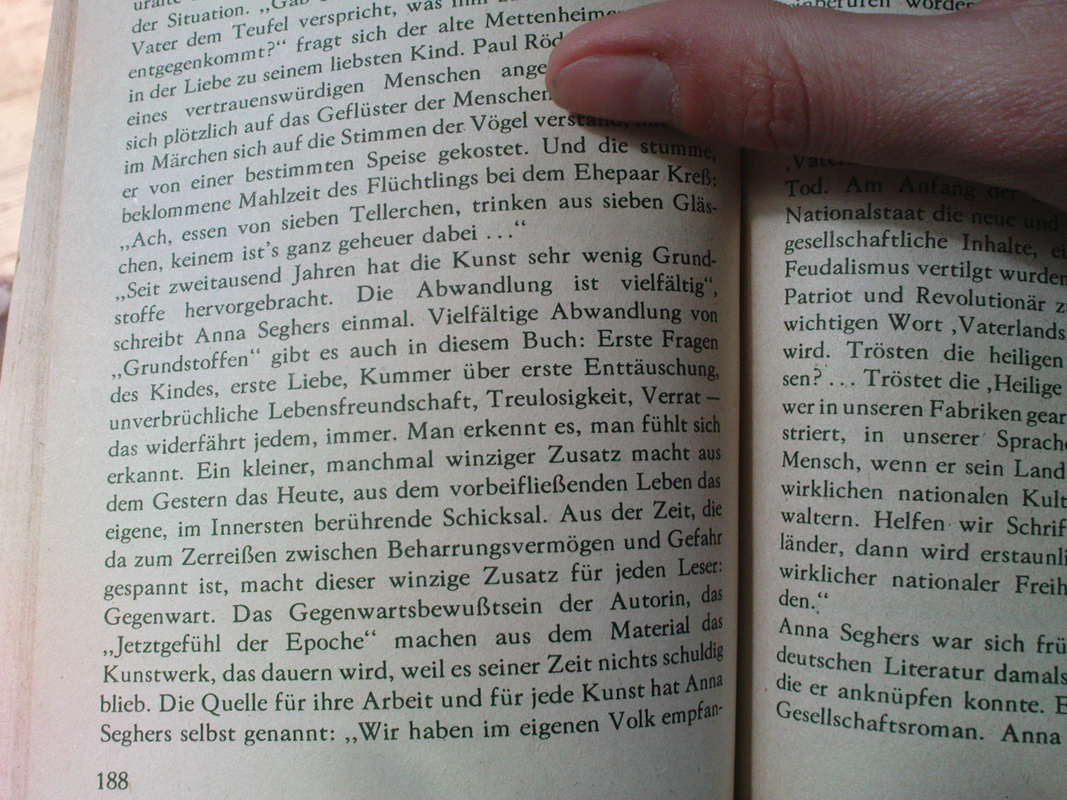 der Situation. „Gab
Vater dem Teufel verspricht, was
entgegenkommt?“ fragt sich der alte Mettenheimer
in der Liebe zu seinem liebsten Kind. Paul
eines vertrauenswürdigen Menschen
sich plötzlich auf das Geflüster der Menschen
im Märchen sich auf die Stimmen der Vögel verstand,
er von einer bestimmten Speise gekostet. Und die stumme,
beklommene Mahlzeit des Flüchtlings bei dem Ehepaar Kreß:
„Ach, essen von sieben Tellerchen, trinken aus sieben Gläs-
chen, keinem ist's ganz geheuer dabei ...“
„Seit zweitausend Jahren hat die Kunst sehr wenig Grund-
stoffe hervorgebracht. Die Abwandlung ist vielfältig“,
schreibt Anna Seghers einmal. Vielfältige Abwandlung von
„Grundstoffen“ gibt es auch in diesem Buch: Erste Fragen
des Kindes, erste Liebe, Kummer über erste Enttäuschung,
unverbrüchliche Lebensfreundschaft, Treulosigkeit, Verrat –
das widerfährt jedem, immer. Man erkennt es, man fühlt sich
erkannt. Ein kleiner, manchmal winziger Zusatz macht aus
dem Gestern das Heute, aus dem vorbeifließenden Leben das
eigene, im Innersten berührende Schicksal. Aus der Zeit, die
da zum Zerreißen zwischen Beharrungsvermögen und Gefahr
gespannt ist, macht dieser winzige Zusatz für jeden Leser:
Gegenwart. Das Gegenwartsbewußtsein der Autorin, das
„Jetztgefühl der Epoche“ machen aus dem Material das
Kunstwerk, das dauern wird, weil es seiner Zeit nichts schuldig
blieb. Die Quelle für ihre Arbeit und für jede Kunst hat Anna
Seghers selbst genannt: „Wir haben im eigenen Volk empfan-
188
Tod. Am Anfang der
Nationalstaat die neue und
gesellschaftliche Inhalte,
Feudalismus vertilgt wurden
Patriot und Revolutionär
wichtigen Wort ‚Vaterlands
wird. Trösten die heiligen
sen? ... Tröstet die ‚Heilige
wer in unseren Fabriken gear
striert, in unserer Sprache
Mensch, wenn er sein Land
wirklichen nationalen Kult
waltern. Helfen wir Schrif
länder, dann wird erstaunli
wirklicher nationaler Freih
den.“
Anna Seghers war sich frü
deutschen Literatur damals
die er anknüpfen konnte.
Gesellschaftsroman. Anna